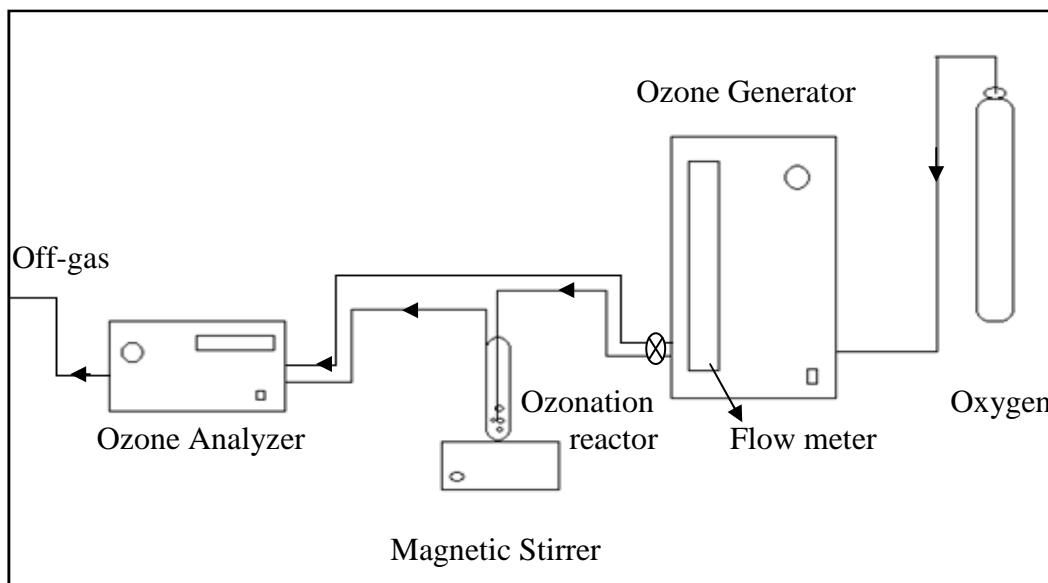 Ozone Generator
Off-gas
Ozonation
reactor
Flow meter
Oxygen
Ozone Analyzer
Magnetic Stirrer